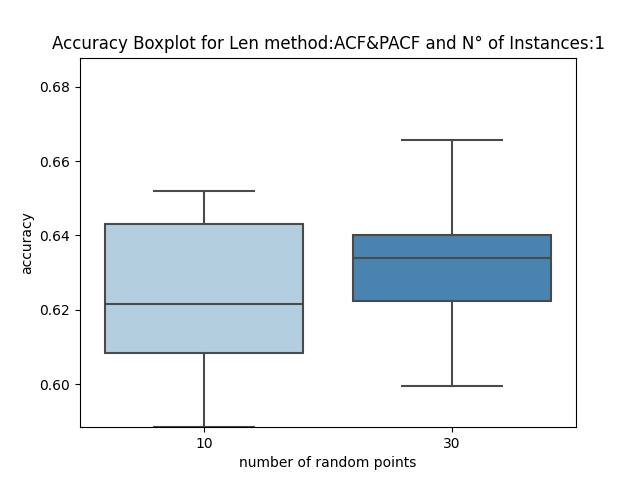 Accuracy Boxplot for Len method:ACF&PACF and N° of Instances:1
0.68
0.66
0.64
0.62
0.60
accuracy
10
30
number of random points